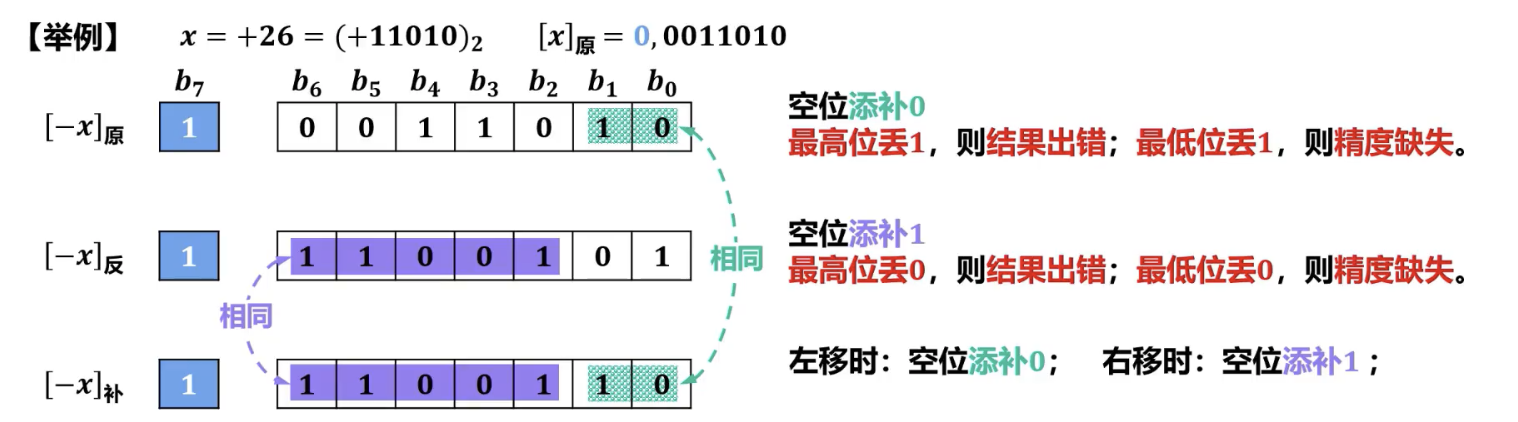 【举例】 x = +26 = (+11010)₂ [x]原 = 0, 0011010
b₇ b₆ b₅ b₄ b₃ b₂ b₁ b₀
[−x]原 1 0 0 1 1 0 1 0
空位添补0
最高位丢1，则结果出错；最低位丢1，则精度缺失。
[−x]反 1 1 1 0 0 1 0 1
相同
空位添补1
最高位丢0，则结果出错；最低位丢0，则精度缺失。
相同
[−x]补 1 1 1 0 0 1 1 0
左移时：空位添补0； 右移时：空位添补1；